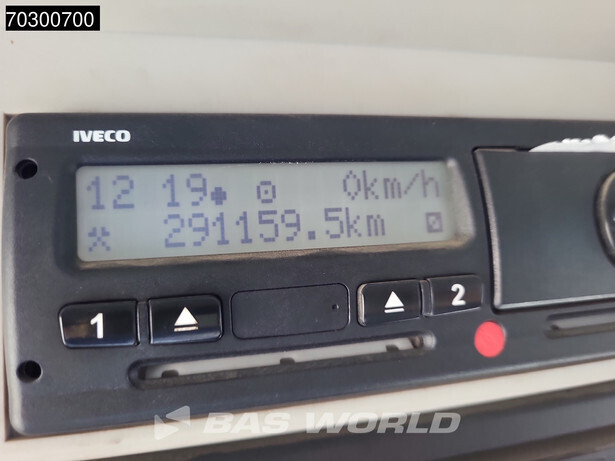 70300700
IVECO
12 19 0km/h
291159.5km
1 2
BAS WORLD